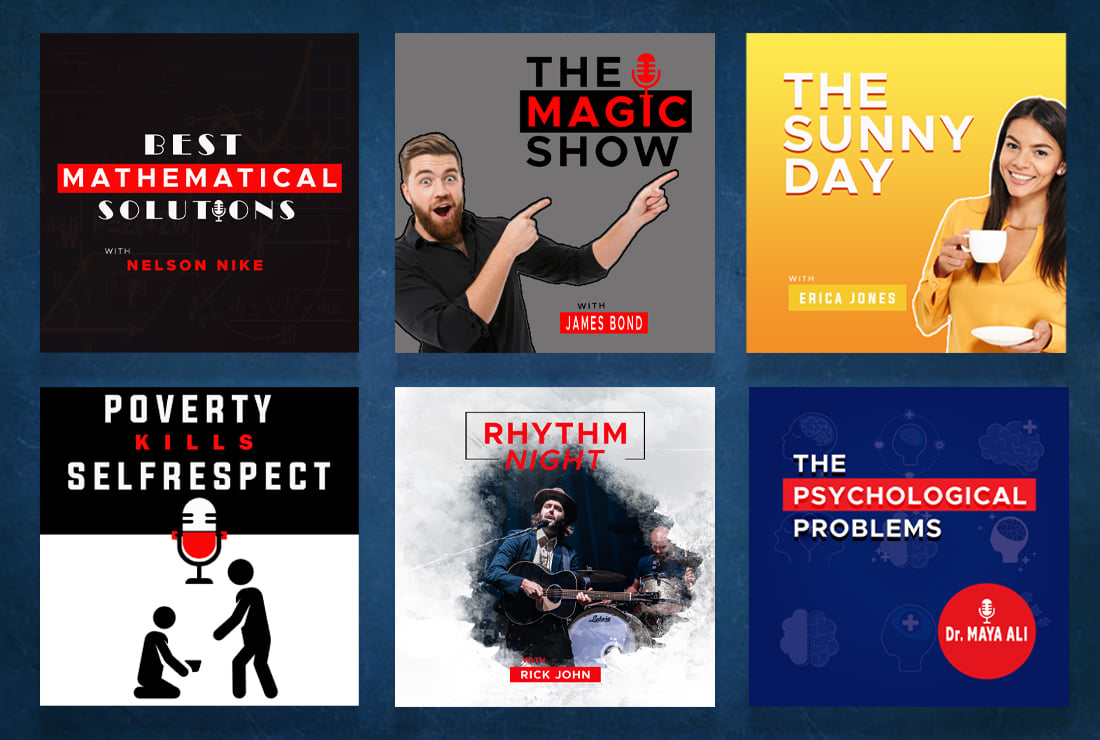 BEST
MATHEMATICAL
SOLUTIONS
WITH
NELSON NIKE
THE
MAGIC
SHOW
WITH
JAMES BOND
THE
SUNNY
DAY
WITH
ERICA JONES
POVERTY
KILLS
SELFRESPECT
RHYTHM
NIGHT
Ludwig
WITH
RICK JOHN
THE
PSYCHOLOGICAL
PROBLEMS
Dr. MAYA ALI